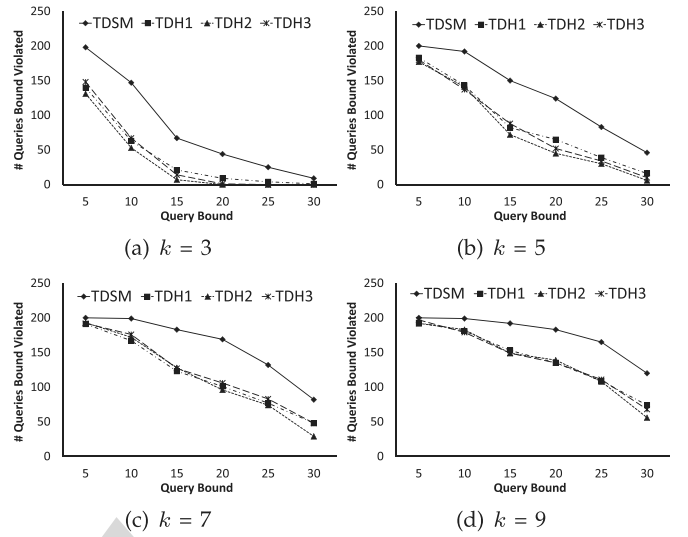 250
TDSM TDH1 TDH2 TDH3
200
150
100
50
0
5 10 15 20 25 30
Query Bound
# Queries Bound Violated
(a) k = 3
250
TDSM TDH1 TDH2 TDH3
200
150
100
50
0
5 10 15 20 25 30
Query Bound
# Queries Bound Violated
(b) k = 5
250
TDSM TDH1 TDH2 TDH3
200
150
100
50
0
5 10 15 20 25 30
Query Bound
# Queries Bound Violated
(c) k = 7
250
TDSM TDH1 TDH2 TDH3
200
150
100
50
0
5 10 15 20 25 30
Query Bound
# Queries Bound Violated
(d) k = 9